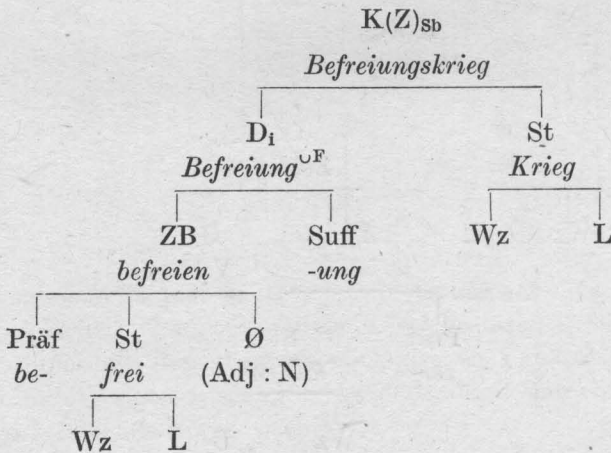 K(Z)Sb
Befreiungskrieg
Di St
Befreiung∪F Krieg
ZB Suff Wz L
befreien -ung
Präf St Ø
be- frei (Adj : N)
Wz L